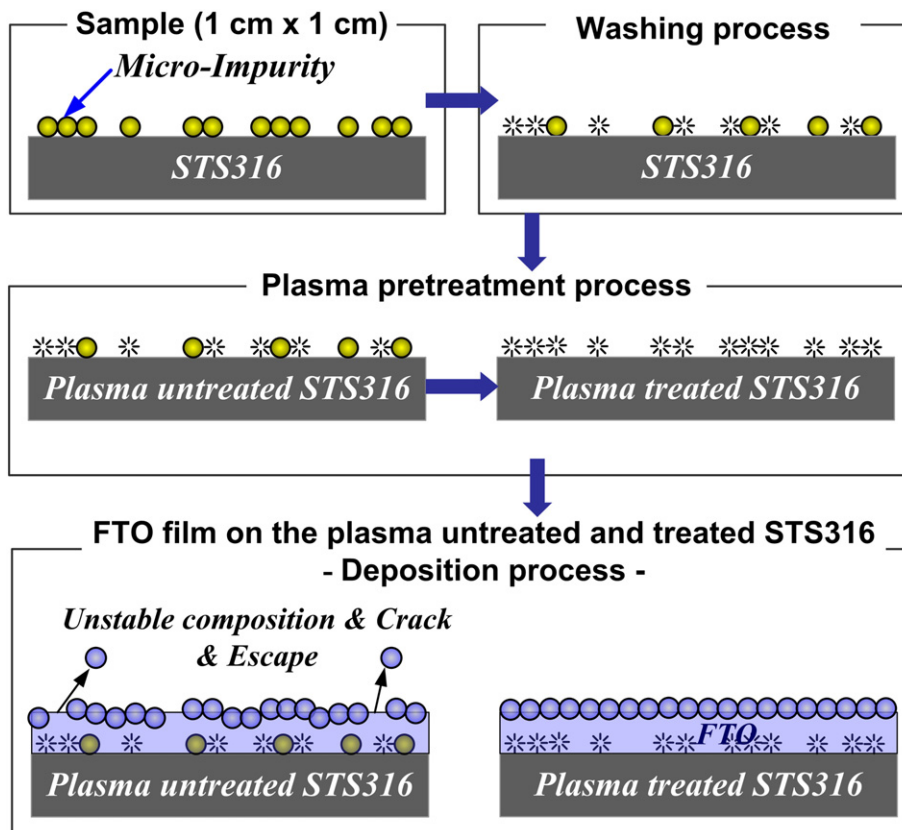 Sample (1 cm x 1 cm)
Micro-Impurity
STS316
Washing process
STS316
Plasma pretreatment process
Plasma untreated STS316
Plasma treated STS316
FTO film on the plasma untreated and treated STS316
- Deposition process -
Unstable composition & Crack
& Escape
Plasma untreated STS316
FTO
Plasma treated STS316